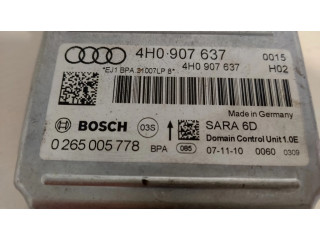 4H0 907 637 0015
*EJ1 BPA 31007LP 8* 4H0 907 637 H02
Made in Germany
BOSCH 03S SARA 6D
Domain Control Unit 1.0E
0 265 005 778 BPA 085 07-11-10 0060 0309